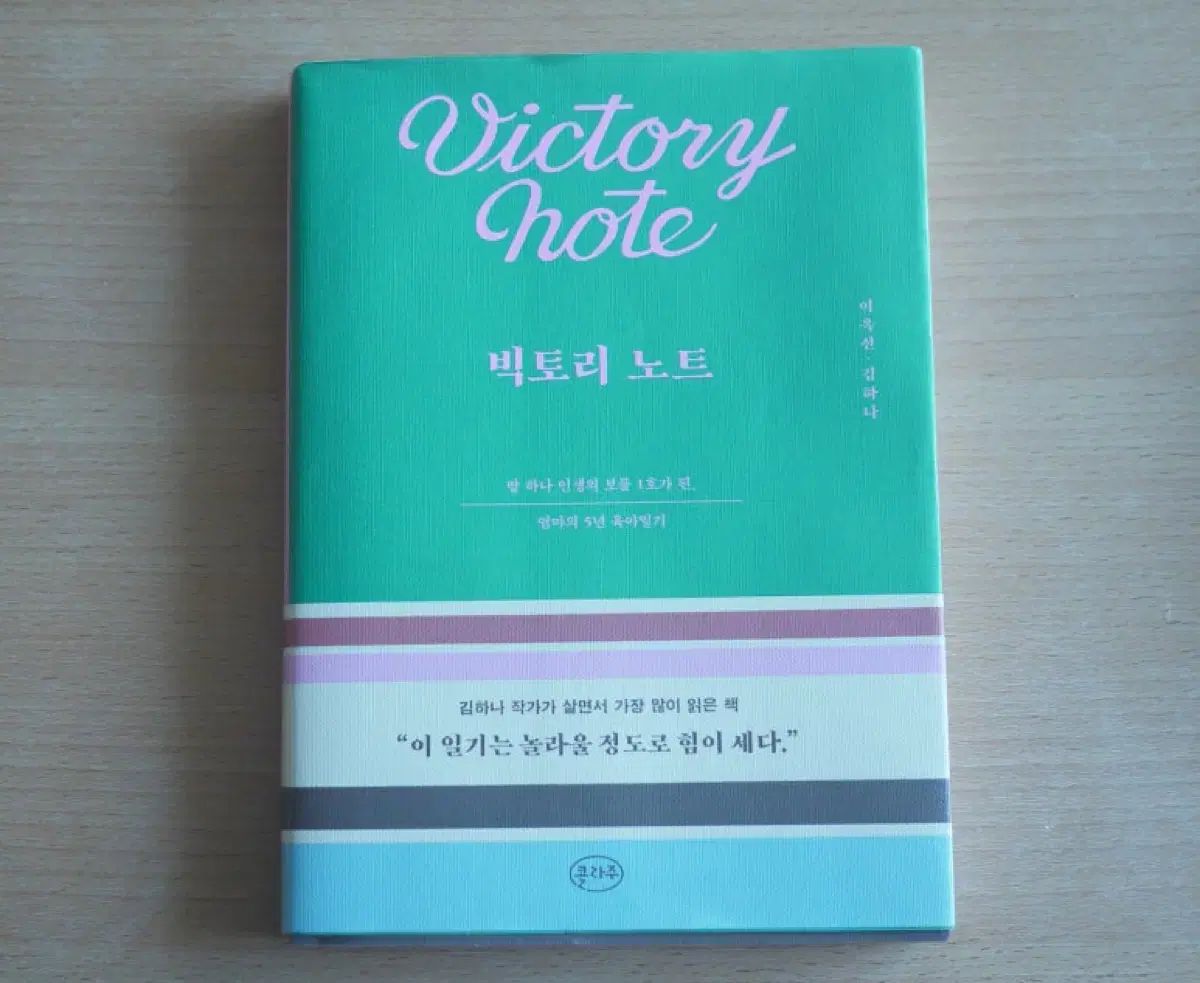 Victory
note
빅토리 노트
이옥선·김하나
딸 하나 인생의 보물 1호가 된,
엄마의 5년 육아일기
김하나 작가가 살면서 가장 많이 읽은 책
“이 일기는 놀라울 정도로 힘이 세다.”
콜라주